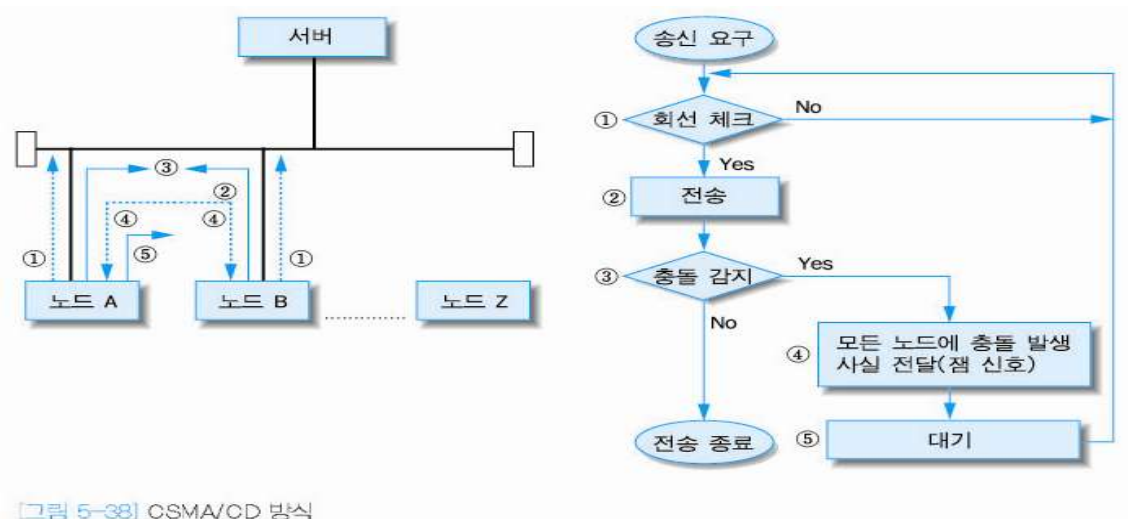 서버
③
②
④
④
⑤
①
①
노드 A
노드 B
노드 Z
송신 요구
① 회선 체크
No
Yes
② 전송
③ 충돌 감지
Yes
No
④ 모든 노드에 충돌 발생
사실 전달(잼 신호)
전송 종료
⑤ 대기
[그림 5-38] CSMA/CD 방식